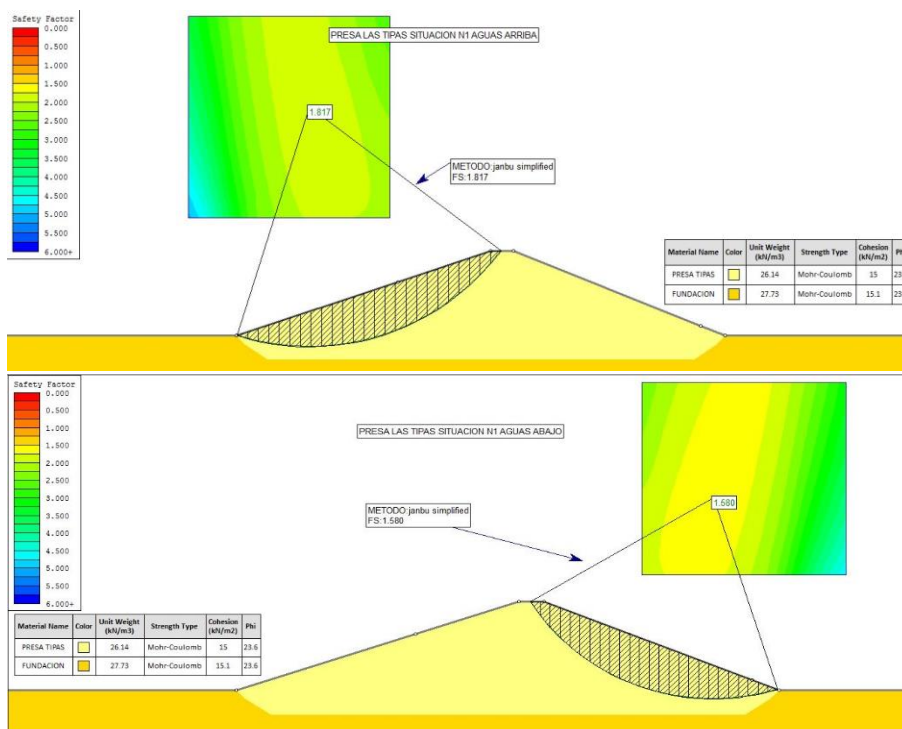 Safety Factor
0.000
0.500
1.000
1.500
2.000
2.500
3.000
3.500
4.000
4.500
5.000
5.500
6.000+
PRESA LAS TIPAS SITUACION N1 AGUAS ARRIBA
1.817
METODO:janbu simplified
FS:1.817
Material Name Color Unit Weight (kN/m3) Strength Type Cohesion (kN/m2) Ph
PRESA TIPAS 26.14 Mohr-Coulomb 15 23
FUNDACION 27.73 Mohr-Coulomb 15.1 23
Safety Factor
0.000
0.500
1.000
1.500
2.000
2.500
3.000
3.500
4.000
4.500
5.000
5.500
6.000+
PRESA LAS TIPAS SITUACION N1 AGUAS ABAJO
METODO:janbu simplified
FS:1.580
1.580
Material Name Color Unit Weight (kN/m3) Strength Type Cohesion (kN/m2) Phi
PRESA TIPAS 26.14 Mohr-Coulomb 15 23.6
FUNDACION 27.73 Mohr-Coulomb 15.1 23.6